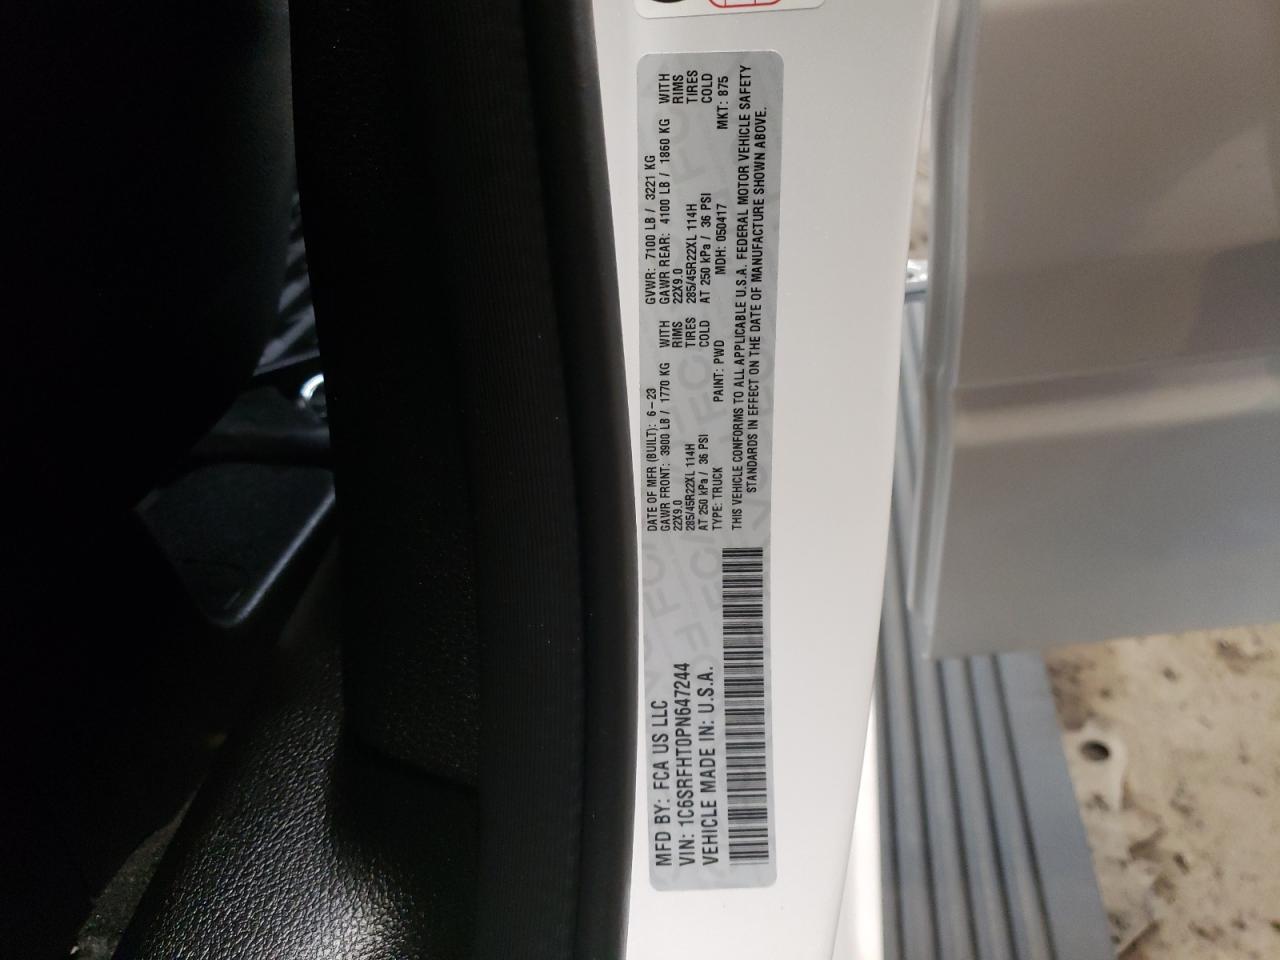 MFD BY: FCA US LLC
VIN: 1C6SRFHT0PN647244
VEHICLE MADE IN: U.S.A.
DATE OF MFR (BUILT): 6-23 GVWR: 7100 LB / 3221 KG
GAWR FRONT: 3900 LB / 1770 KG WITH GAWR REAR: 4100 LB / 1860 KG WITH
22X9.0 RIMS 22X9.0 RIMS
285/45R22XL 114H TIRES 285/45R22XL 114H TIRES
AT 250 kPa / 36 PSI COLD AT 250 kPa / 36 PSI COLD
TYPE: TRUCK PAINT: PWD MDH: 050417 MKT: 875
THIS VEHICLE CONFORMS TO ALL APPLICABLE U.S.A. FEDERAL MOTOR VEHICLE SAFETY
STANDARDS IN EFFECT ON THE DATE OF MANUFACTURE SHOWN ABOVE.